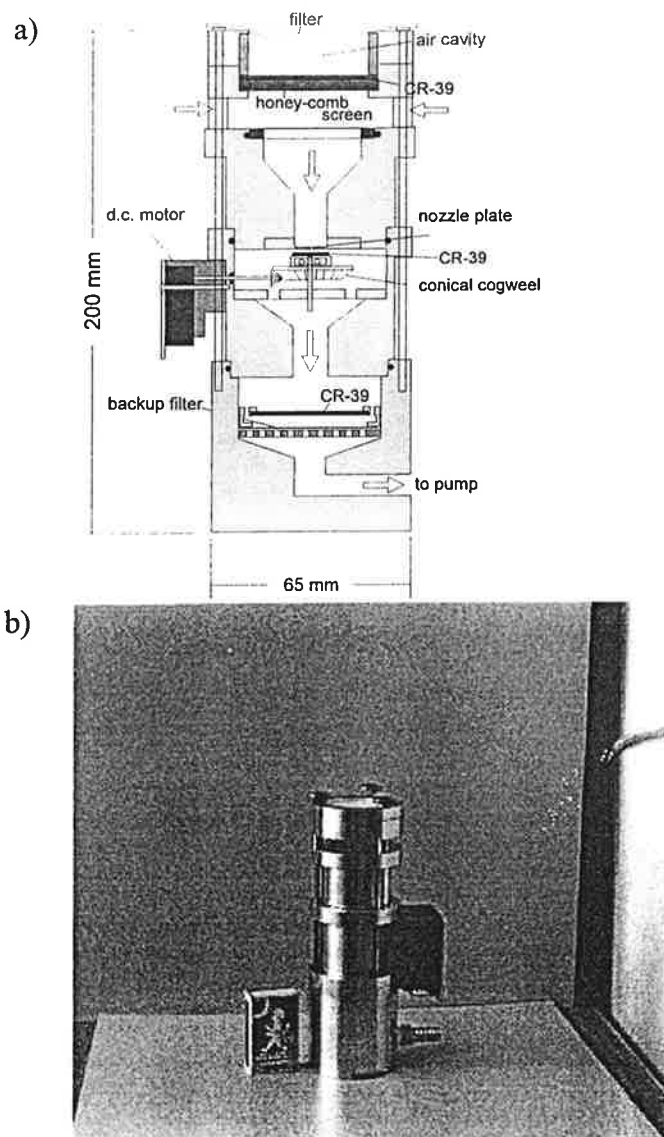 a)
filter
air cavity
CR-39
honey-comb
screen
d.c. motor
nozzle plate
CR-39
conical cogweel
200 mm
CR-39
backup filter
to pump
65 mm
b)